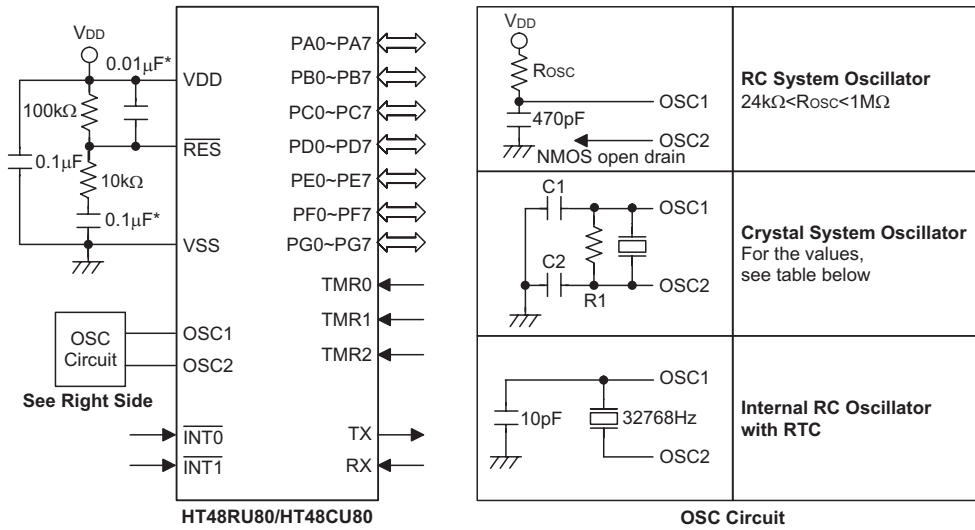 VDD
0.01μF*
100kΩ
0.1μF
10kΩ
0.1μF*
VDD
RES
VSS
OSC1
OSC2
INT0
INT1
OSC
Circuit
See Right Side
PA0~PA7
PB0~PB7
PC0~PC7
PD0~PD7
PE0~PE7
PF0~PF7
PG0~PG7
TMR0
TMR1
TMR2
TX
RX
HT48RU80/HT48CU80
VDD
ROSC
OSC1
470pF
OSC2
NMOS open drain
RC System Oscillator
24kΩ<ROSC<1MΩ
C1
OSC1
C2
R1
OSC2
Crystal System Oscillator
For the values,
see table below
OSC1
10pF
32768Hz
OSC2
Internal RC Oscillator
with RTC
OSC Circuit